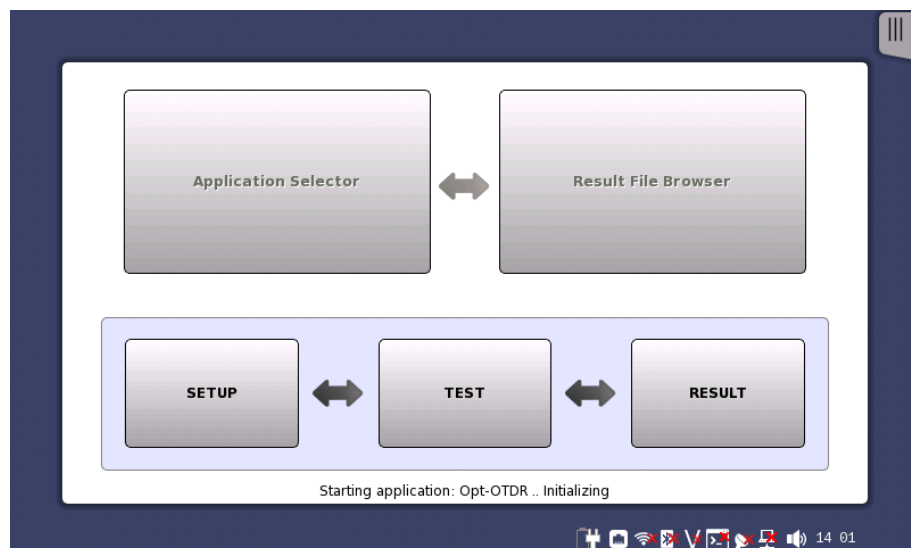 Application Selector
Result File Browser
SETUP
TEST
RESULT
Starting application: Opt-OTDR .. Initializing
14 01